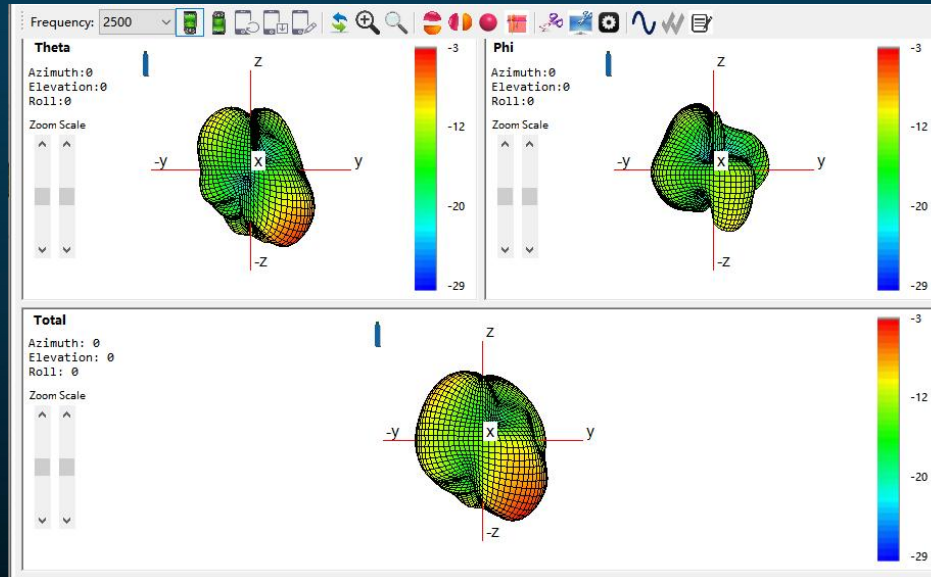 Frequency: 2500
Theta
Azimuth:0
Elevation:0
Roll:0
Zoom Scale
z
-y
x
y
-z
-3
-12
-20
-29
Phi
Azimuth:0
Elevation:0
Roll:0
Zoom Scale
z
-y
x
y
-z
-3
-12
-20
-29
Total
Azimuth: 0
Elevation: 0
Roll: 0
Zoom Scale
z
-y
x
y
-z
-3
-12
-20
-29